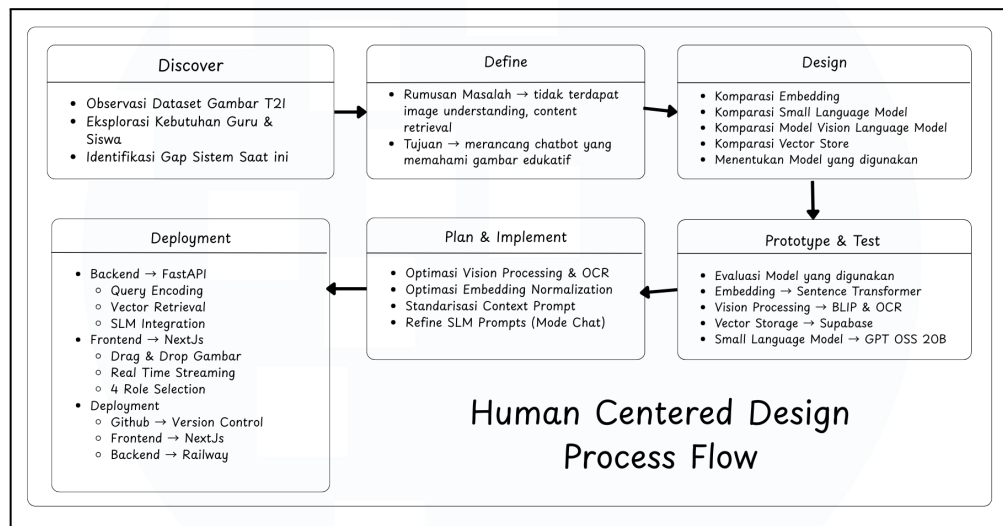 Discover
• Observasi Dataset Gambar T2I
• Eksplorasi Kebutuhan Guru &
Siswa
• Identifikasi Gap Sistem Saat ini
Define
• Rumusan Masalah → tidak terdapat
image understanding, content
retrieval
• Tujuan → merancang chatbot yang
memahami gambar edukatif
Design
• Komparasi Embedding
• Komparasi Small Language Model
• Komparasi Model Vision Language Model
• Komparasi Vector Store
• Menentukan Model yang digunakan
Prototype & Test
• Evaluasi Model yang digunakan
• Embedding → Sentence Transformer
• Vision Processing → BLIP & OCR
• Vector Storage → Supabase
• Small Language Model → GPT OSS 20B
Plan & Implement
• Optimasi Vision Processing & OCR
• Optimasi Embedding Normalization
• Standarisasi Context Prompt
• Refine SLM Prompts (Mode Chat)
Deployment
• Backend → FastAPI
○ Query Encoding
○ Vector Retrieval
○ SLM Integration
• Frontend → NextJs
○ Drag & Drop Gambar
○ Real Time Streaming
○ 4 Role Selection
• Deployment
○ Github → Version Control
○ Frontend → NextJs
○ Backend → Railway
Human Centered Design
Process Flow